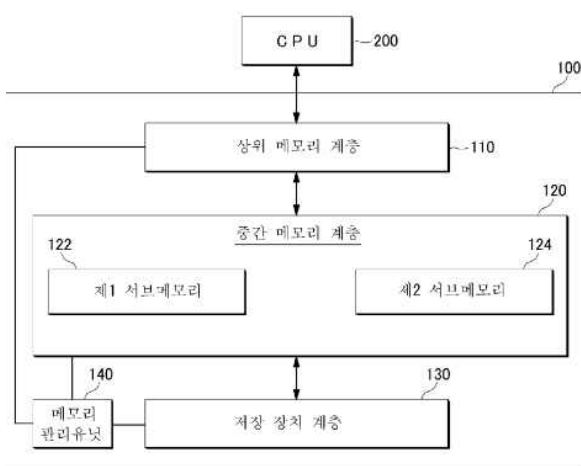 CPU
200
100
상위 메모리 계층
110
120
중간 메모리 계층
122
124
제1 서브메모리
제2 서브메모리
140
130
메모리
관리유닛
저장 장치 계층